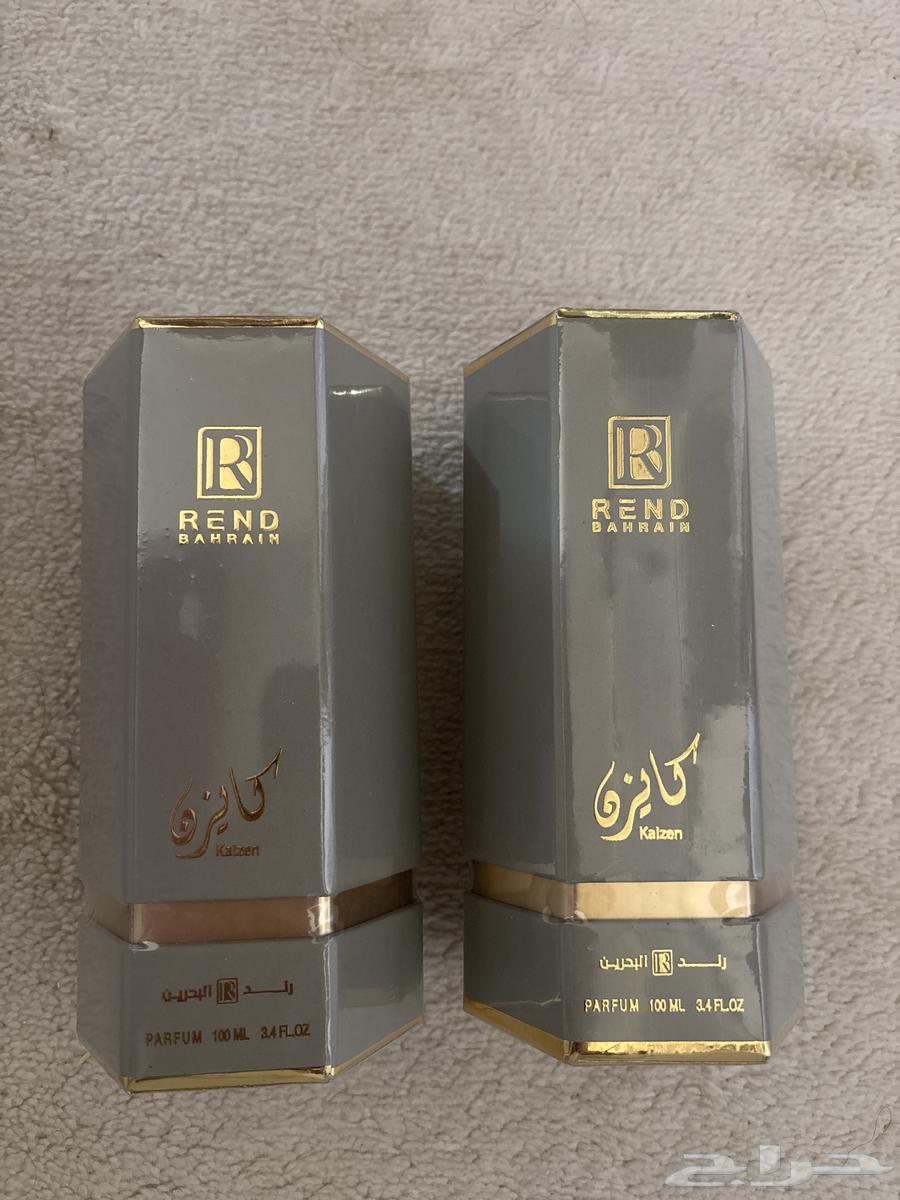 R
REND
BAHRAIN
كايزن
Kaizen
رند R البحرين
PARFUM 100 ML 3.4 FL.OZ
R
REND
BAHRAIN
كايزن
Kaizen
رند R البحرين
PARFUM 100 ML 3.4 FL.OZ
حراج